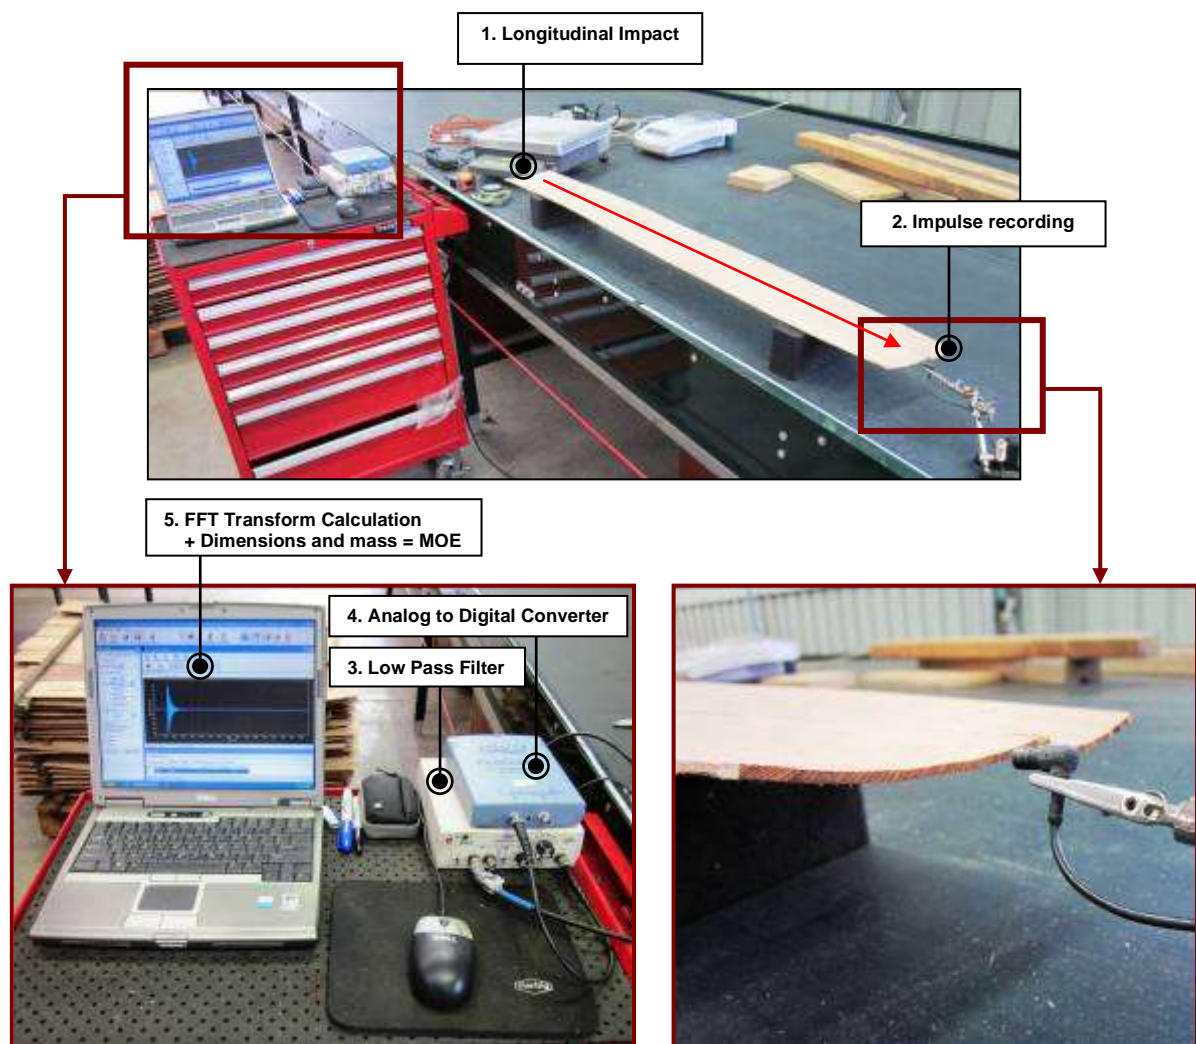 1. Longitudinal Impact
2. Impulse recording
5. FFT Transform Calculation
+ Dimensions and mass = MOE
4. Analog to Digital Converter
3. Low Pass Filter